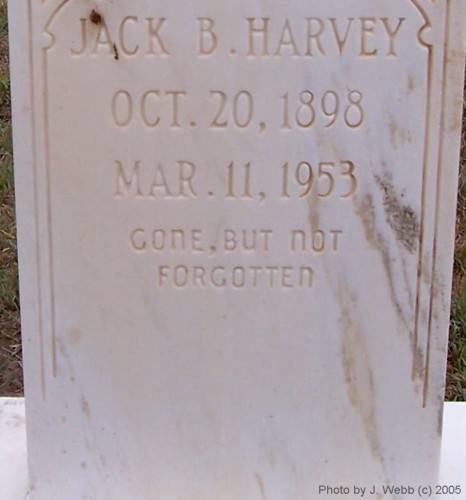 JACK B. HARVEY
OCT. 20, 1898
MAR. 11, 1953
GONE, BUT NOT
FORGOTTEN
Photo by J. Webb (c) 2005